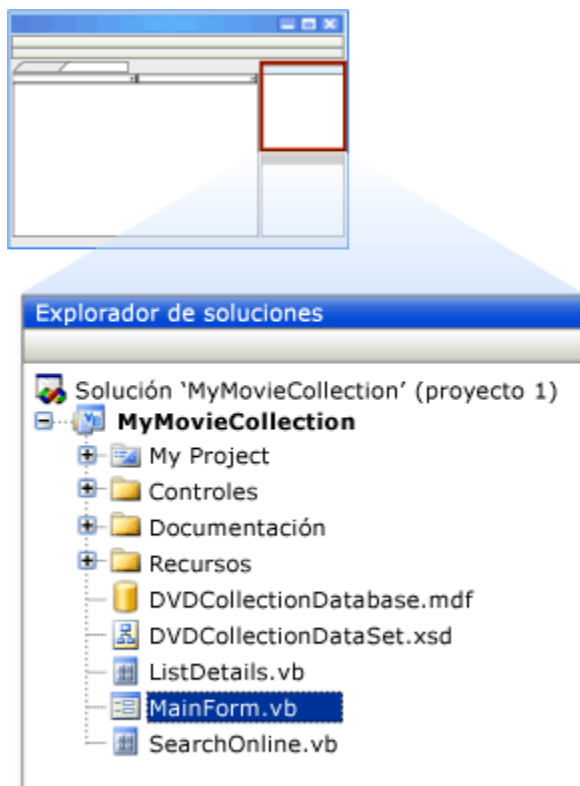 Explorador de soluciones
Solución ‘MyMovieCollection’ (proyecto 1)
MyMovieCollection
My Project
Controles
Documentación
Recursos
DVDCollectionDatabase.mdf
DVDCollectionDataSet.xsd
ListDetails.vb
MainForm.vb
SearchOnline.vb